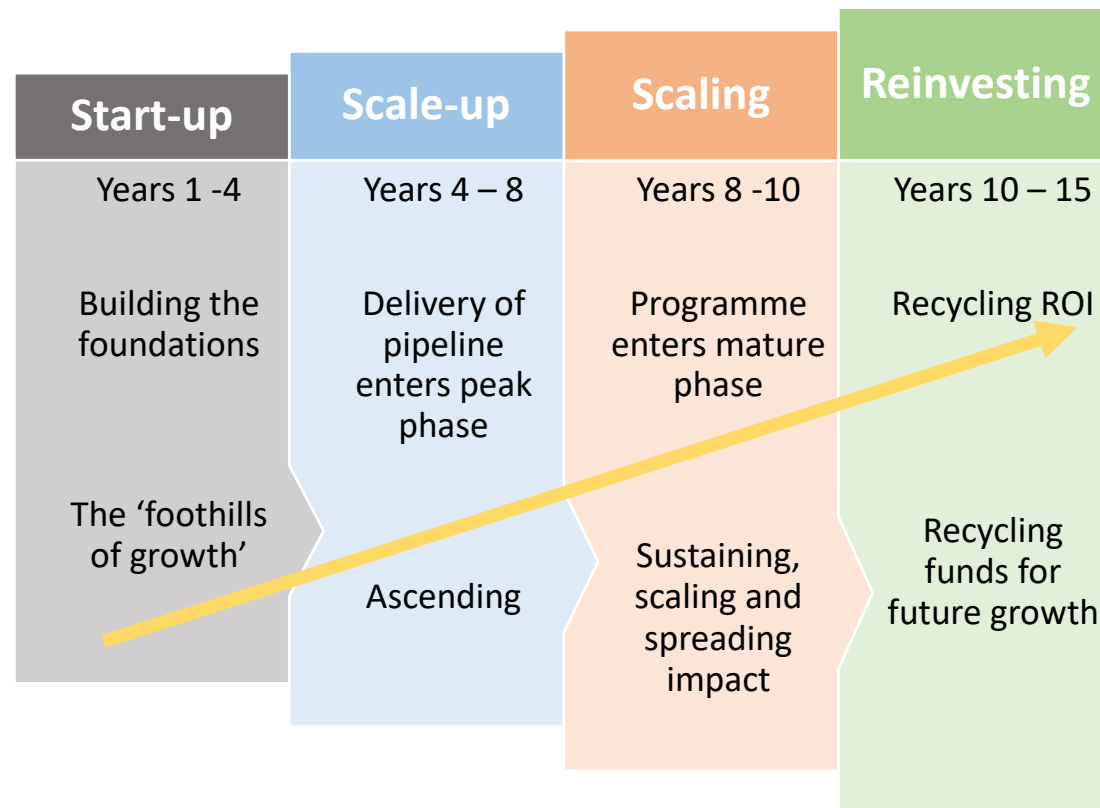 Start-up
Years 1 -4
Building the
foundations
The ‘foothills
of growth’
Scale-up
Years 4 – 8
Delivery of
pipeline
enters peak
phase
Ascending
Scaling
Years 8 -10
Programme
enters mature
phase
Sustaining,
scaling and
spreading
impact
Reinvesting
Years 10 – 15
Recycling ROI
Recycling
funds for
future growth